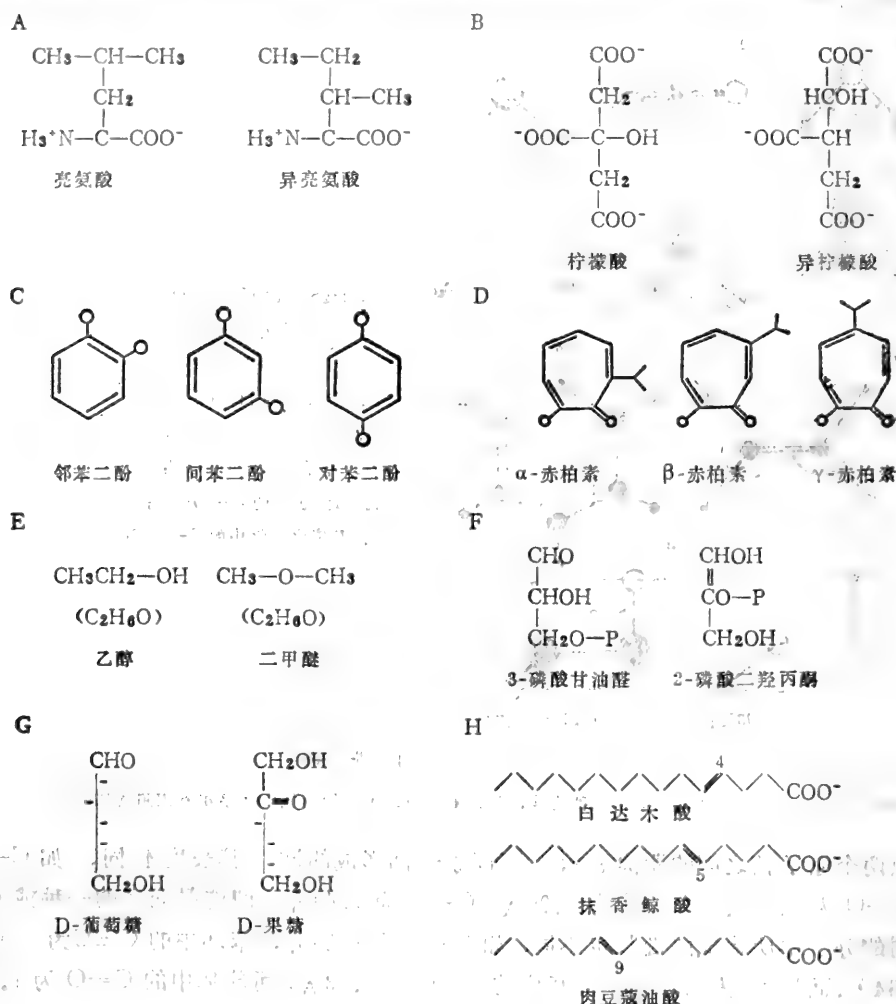 A
CH₃—CH—CH₃
CH₂
H₃⁺N—C—COO⁻
亮氨酸
CH₃—CH₂
CH—CH₃
H₃⁺N—C—COO⁻
异亮氨酸
B
COO⁻
CH₂
⁻OOC—C—OH
CH₂
COO⁻
柠檬酸
COO⁻
HCOH
⁻OOC—CH
CH₂
COO⁻
异柠檬酸
C
O
O
邻苯二酚
O
O
间苯二酚
O
O
对苯二酚
D
O
O
α-赤柏素
O
O
β-赤柏素
O
O
γ-赤柏素
E
CH₃CH₂—OH
(C₂H₆O)
乙醇
CH₃—O—CH₃
(C₂H₆O)
二甲醚
F
CHO
CHOH
CH₂O—P
3-磷酸甘油醛
CHOH
CO—P
CH₂OH
2-磷酸二羟丙酮
G
CHO
CH₂OH
D-葡萄糖
CH₂OH
C=O
CH₂OH
D-果糖
H
4
COO⁻
白达木酸
5
COO⁻
抹香鲸酸
9
COO⁻
肉豆蔻油酸